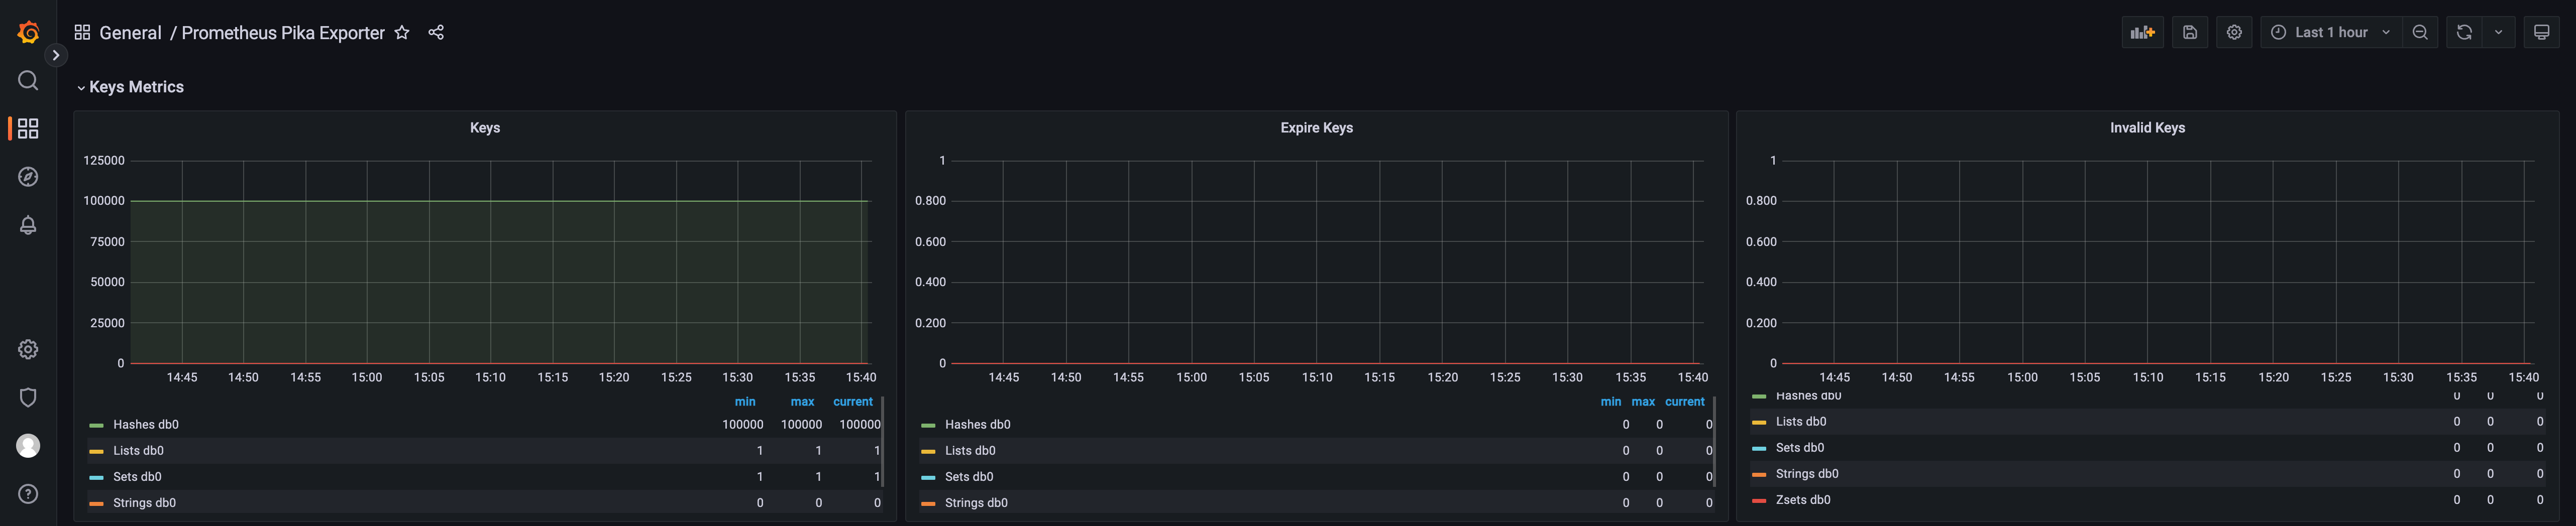 General / Prometheus Pika Exporter
Last 1 hour
Keys Metrics
Keys
125000
100000
75000
50000
25000
0
14:45 14:50 14:55 15:00 15:05 15:10 15:15 15:20 15:25 15:30 15:35 15:40
min max current
Hashes db0 100000 100000 100000
Lists db0 1 1 1
Sets db0 1 1 1
Strings db0 0 0 0
Expire Keys
1
0.800
0.600
0.400
0.200
0
14:45 14:50 14:55 15:00 15:05 15:10 15:15 15:20 15:25 15:30 15:35 15:40
min max current
Hashes db0 0 0 0
Lists db0 0 0 0
Sets db0 0 0 0
Strings db0 0 0 0
Invalid Keys
1
0.800
0.600
0.400
0.200
0
14:45 14:50 14:55 15:00 15:05 15:10 15:15 15:20 15:25 15:30 15:35 15:40
Hashes db0 0 0 0
Lists db0 0 0 0
Sets db0 0 0 0
Strings db0 0 0 0
Zsets db0 0 0 0